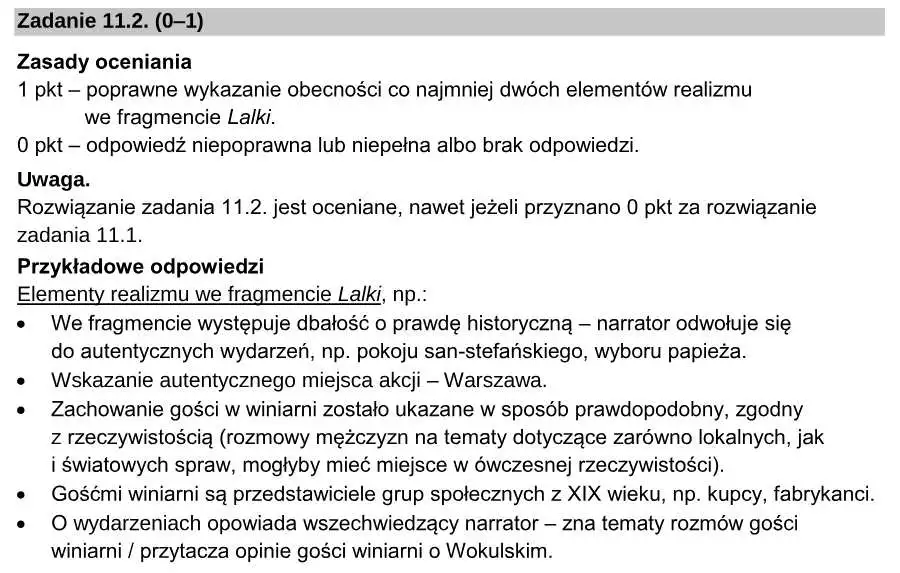 Zadanie 11.2. (0–1)
Zasady oceniania
1 pkt – poprawne wykazanie obecności co najmniej dwóch elementów realizmu
we fragmencie Lalki.
0 pkt – odpowiedź niepoprawna lub niepełna albo brak odpowiedzi.
Uwaga.
Rozwiązanie zadania 11.2. jest oceniane, nawet jeżeli przyznano 0 pkt za rozwiązanie
zadania 11.1.
Przykładowe odpowiedzi
Elementy realizmu we fragmencie Lalki, np.:
• We fragmencie występuje dbałość o prawdę historyczną – narrator odwołuje się
do autentycznych wydarzeń, np. pokoju san-stefańskiego, wyboru papieża.
• Wskazanie autentycznego miejsca akcji – Warszawa.
• Zachowanie gości w winiarni zostało ukazane w sposób prawdopodobny, zgodny
z rzeczywistością (rozmowy mężczyzn na tematy dotyczące zarówno lokalnych, jak
i światowych spraw, mogłyby mieć miejsce w ówczesnej rzeczywistości).
• Gośćmi winiarni są przedstawiciele grup społecznych z XIX wieku, np. kupcy, fabrykanci.
• O wydarzeniach opowiada wszechwiedzący narrator – zna tematy rozmów gości
winiarni / przytacza opinie gości winiarni o Wokulskim.